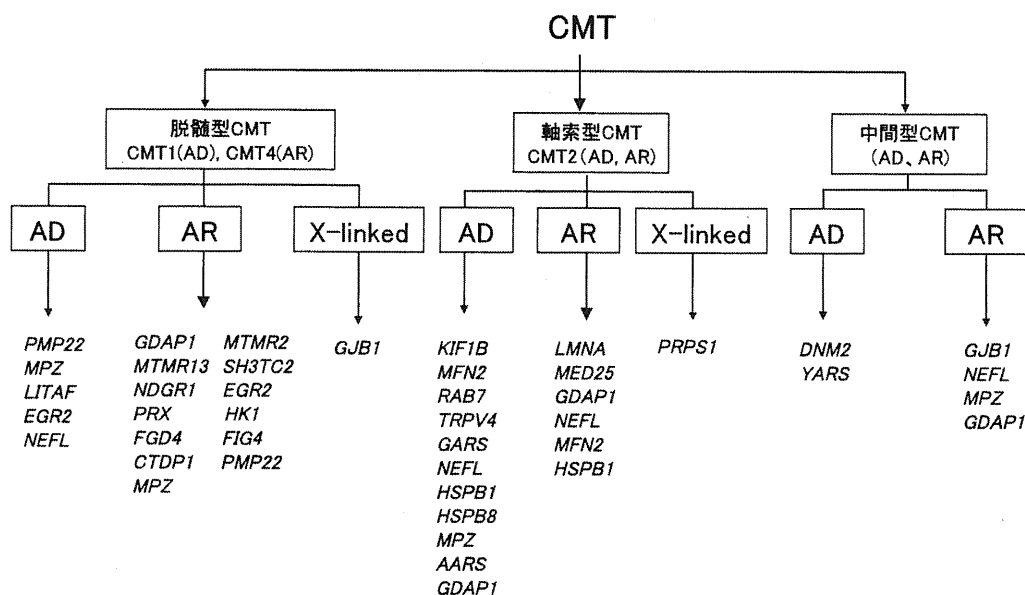 CMT
脱髄型CMT
CMT1(AD), CMT4(AR)
軸索型CMT
CMT2(AD, AR)
中間型CMT
(AD、AR)
AD
AR
X-linked
AD
AR
X-linked
AD
AR
PMP22
MPZ
LITAF
EGR2
NEFL
GDAP1 MTMR2
MTMR13 SH3TC2
NDGR1 EGR2
PRX HK1
FGD4 FIG4
CTDP1 PMP22
MPZ
GJB1
KIF1B
MFN2
RAB7
TRPV4
GARS
NEFL
HSPB1
HSPB8
MPZ
AARS
GDAP1
LMNA
MED25
GDAP1
NEFL
MFN2
HSPB1
PRPS1
DNM2
YARS
GJB1
NEFL
MPZ
GDAP1